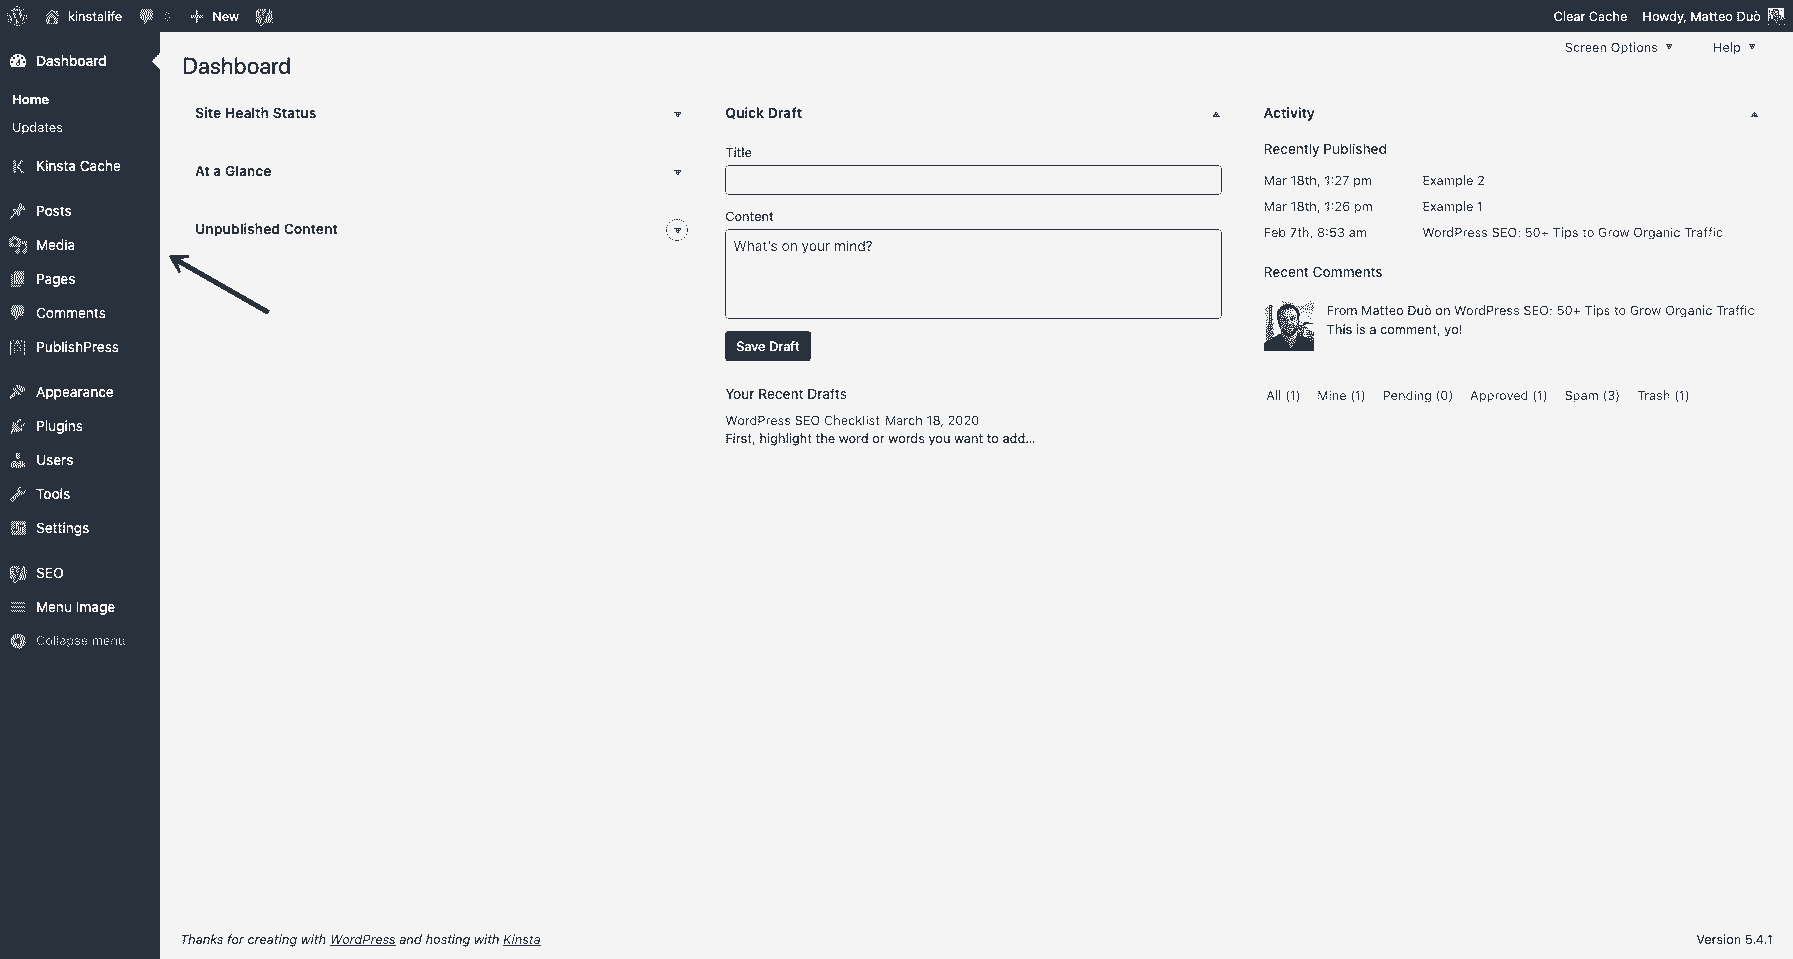 kinstalife
0
New
Clear Cache
Howdy, Matteo Duò
Dashboard
Home
Updates
Kinsta Cache
Posts
Media
Pages
Comments
PublishPress
Appearance
Plugins
Users
Tools
Settings
SEO
Menu Image
Collapse menu
Screen Options
Help
Dashboard
Site Health Status
At a Glance
Unpublished Content
Quick Draft
Title
Content
What's on your mind?
Save Draft
Your Recent Drafts
WordPress SEO Checklist March 18, 2020
First, highlight the word or words you want to add...
Activity
Recently Published
Mar 18th, 1:27 pm Example 2
Mar 18th, 1:26 pm Example 1
Feb 7th, 8:53 am WordPress SEO: 50+ Tips to Grow Organic Traffic
Recent Comments
From Matteo Duò on WordPress SEO: 50+ Tips to Grow Organic Traffic
This is a comment, yo!
All (1) Mine (1) Pending (0) Approved (1) Spam (3) Trash (1)
Thanks for creating with WordPress and hosting with Kinsta
Version 5.4.1